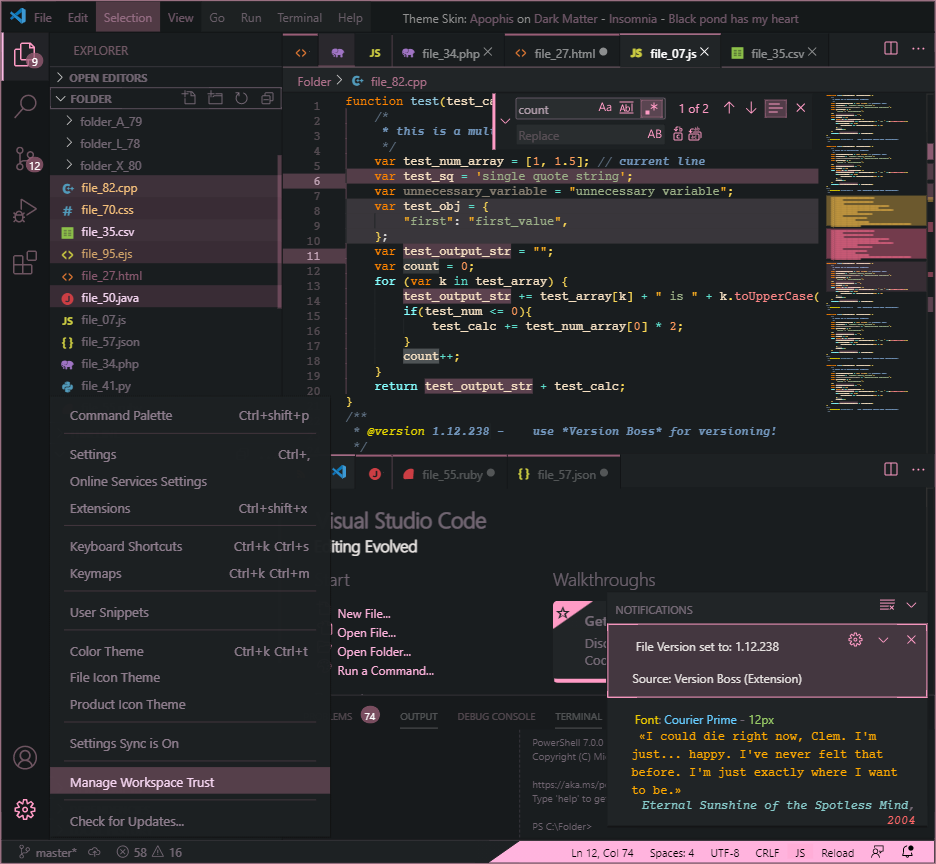 File Edit Selection View Go Run Terminal Help Theme Skin: Apophis on Dark Matter - Insomnia - Black pond has my heart
9
EXPLORER
OPEN EDITORS
FOLDER
folder_A_79
folder_L_78
folder_X_80
file_82.cpp
file_70.css
file_35.csv
file_95.ejs
file_27.html
file_50.java
file_07.js
file_57.json
file_34.php
file_41.py
12
JS file_34.php file_27.html JS file_07.js file_35.csv
Folder > file_82.cpp
count Aa Abl .* 1 of 2
Replace AB
1 function test(test_ca
2 /*
3 * this is a mul
4 */
5 var test_num_array = [1, 1.5]; // current line
6 var test_sq = 'single quote string';
7 var unnecessary_variable = "unnecessary variable";
8 var test_obj = {
9 "first": "first_value",
10 };
11 var test_output_str = "";
12 var count = 0;
13 for (var k in test_array) {
14 test_output_str += test_array[k] + " is " + k.toUpperCase(
15 if(test_num <= 0){
16 test_calc += test_num_array[0] * 2;
17 }
18 count++;
19 }
20 return test_output_str + test_calc;
}
/**
* @version 1.12.238 - use *Version Boss* for versioning!
*/
Command Palette Ctrl+shift+p
Settings Ctrl+,
Online Services Settings
Extensions Ctrl+shift+x
Keyboard Shortcuts Ctrl+k Ctrl+s
Keymaps Ctrl+k Ctrl+m
User Snippets
Color Theme Ctrl+k Ctrl+t
File Icon Theme
Product Icon Theme
Settings Sync is On
Manage Workspace Trust
Check for Updates...
J file_55.ruby {} file_57.json
isual Studio Code
iting Evolved
art
New File...
Open File...
Open Folder...
Run a Command...
Walkthroughs
Get
Disc
Coc
NOTIFICATIONS
File Version set to: 1.12.238
Source: Version Boss (Extension)
Font: Courier Prime - 12px
«I could die right now, Clem. I'm
just... happy. I've never felt that
before. I'm just exactly where I want
to be.»
Eternal Sunshine of the Spotless Mind,
2004
LEMS 74 OUTPUT DEBUG CONSOLE TERMINAL
PowerShell 7.0.0
Copyright (C) Mi
https://aka.ms/p
Type 'help' to ge
PS C:\Folder>
master* 58 16 Ln 12, Col 74 Spaces: 4 UTF-8 CRLF JS Reload